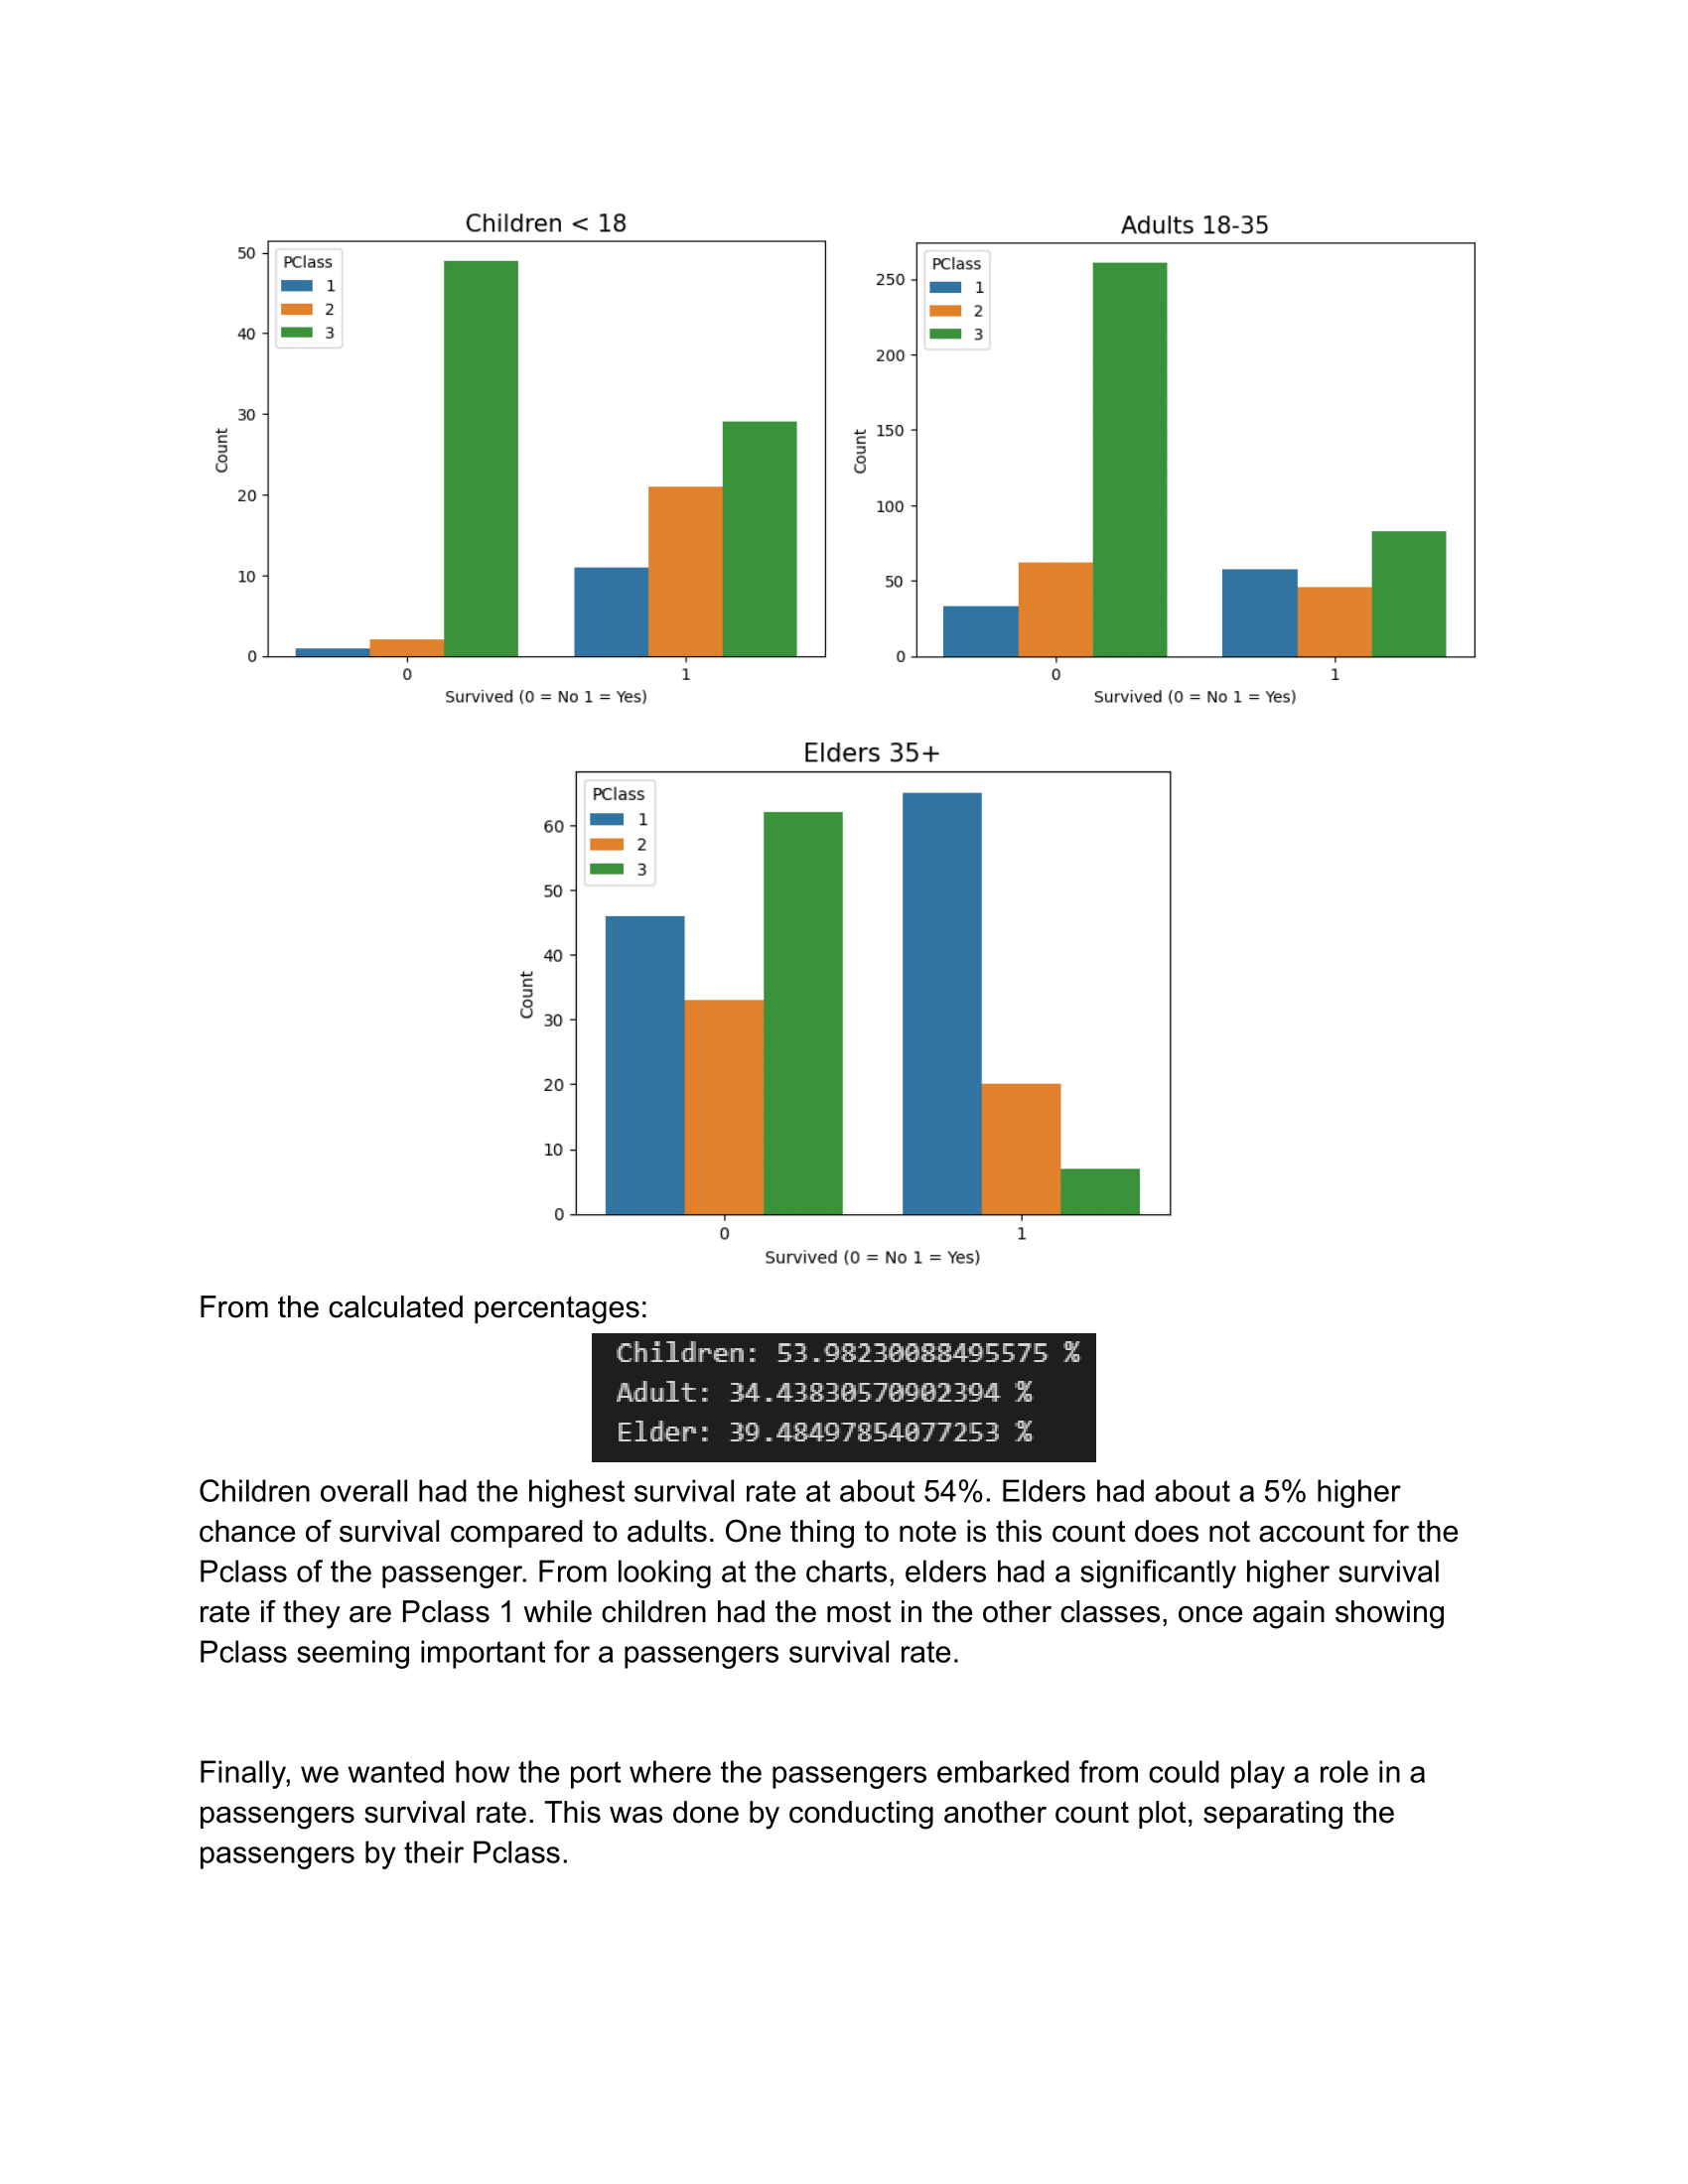 Children < 18
Adults 18-35
PClass
1
2
3
50
40
30
20
10
0
Count
0
1
Survived (0 = No 1 = Yes)
PClass
1
2
3
250
200
150
100
50
0
Count
0
1
Survived (0 = No 1 = Yes)
Elders 35+
PClass
1
2
3
60
50
40
30
20
10
0
Count
0
1
Survived (0 = No 1 = Yes)
From the calculated percentages:
Children: 53.98230088495575 %
Adult: 34.43830570902394 %
Elder: 39.48497854077253 %
Children overall had the highest survival rate at about 54%. Elders had about a 5% higher
chance of survival compared to adults. One thing to note is this count does not account for the
Pclass of the passenger. From looking at the charts, elders had a significantly higher survival
rate if they are Pclass 1 while children had the most in the other classes, once again showing
Pclass seeming important for a passengers survival rate.
Finally, we wanted how the port where the passengers embarked from could play a role in a
passengers survival rate. This was done by conducting another count plot, separating the
passengers by their Pclass.